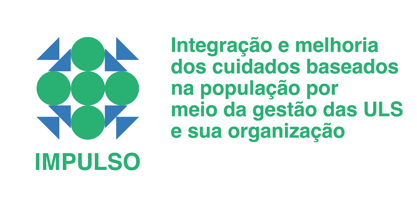 Integração e melhoria
dos cuidados baseados
na população por
meio da gestão das ULS
e sua organização
IMPULSO